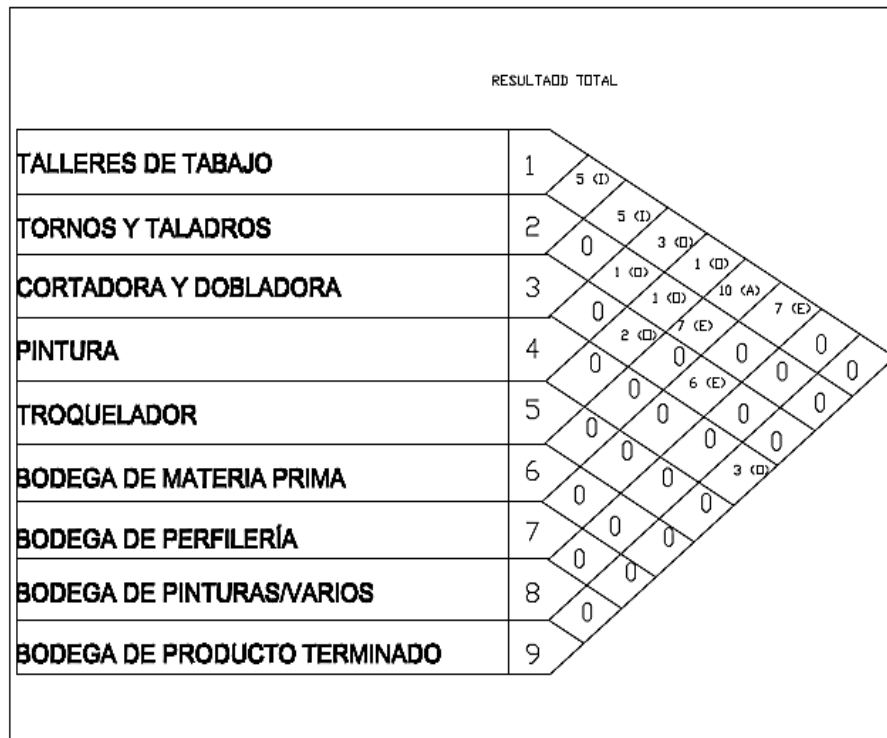 RESULTAOD TOTAL
TALLERES DE TABAJO 1 5 (I) 5 (I) 3 (O) 1 (O) 10 (A) 7 (E) 0 0
TORNOS Y TALADROS 2 0 1 (O) 1 (O) 7 (E) 0 0 0
CORTADORA Y DOBLADORA 3 0 2 (O) 0 6 (E) 0 0
PINTURA 4 0 0 0 0 3 (O)
TROQUELADOR 5 0 0 0 0
BODEGA DE MATERIA PRIMA 6 0 0 0
BODEGA DE PERFILERÍA 7 0 0
BODEGA DE PINTURAS/VARIOS 8 0
BODEGA DE PRODUCTO TERMINADO 9